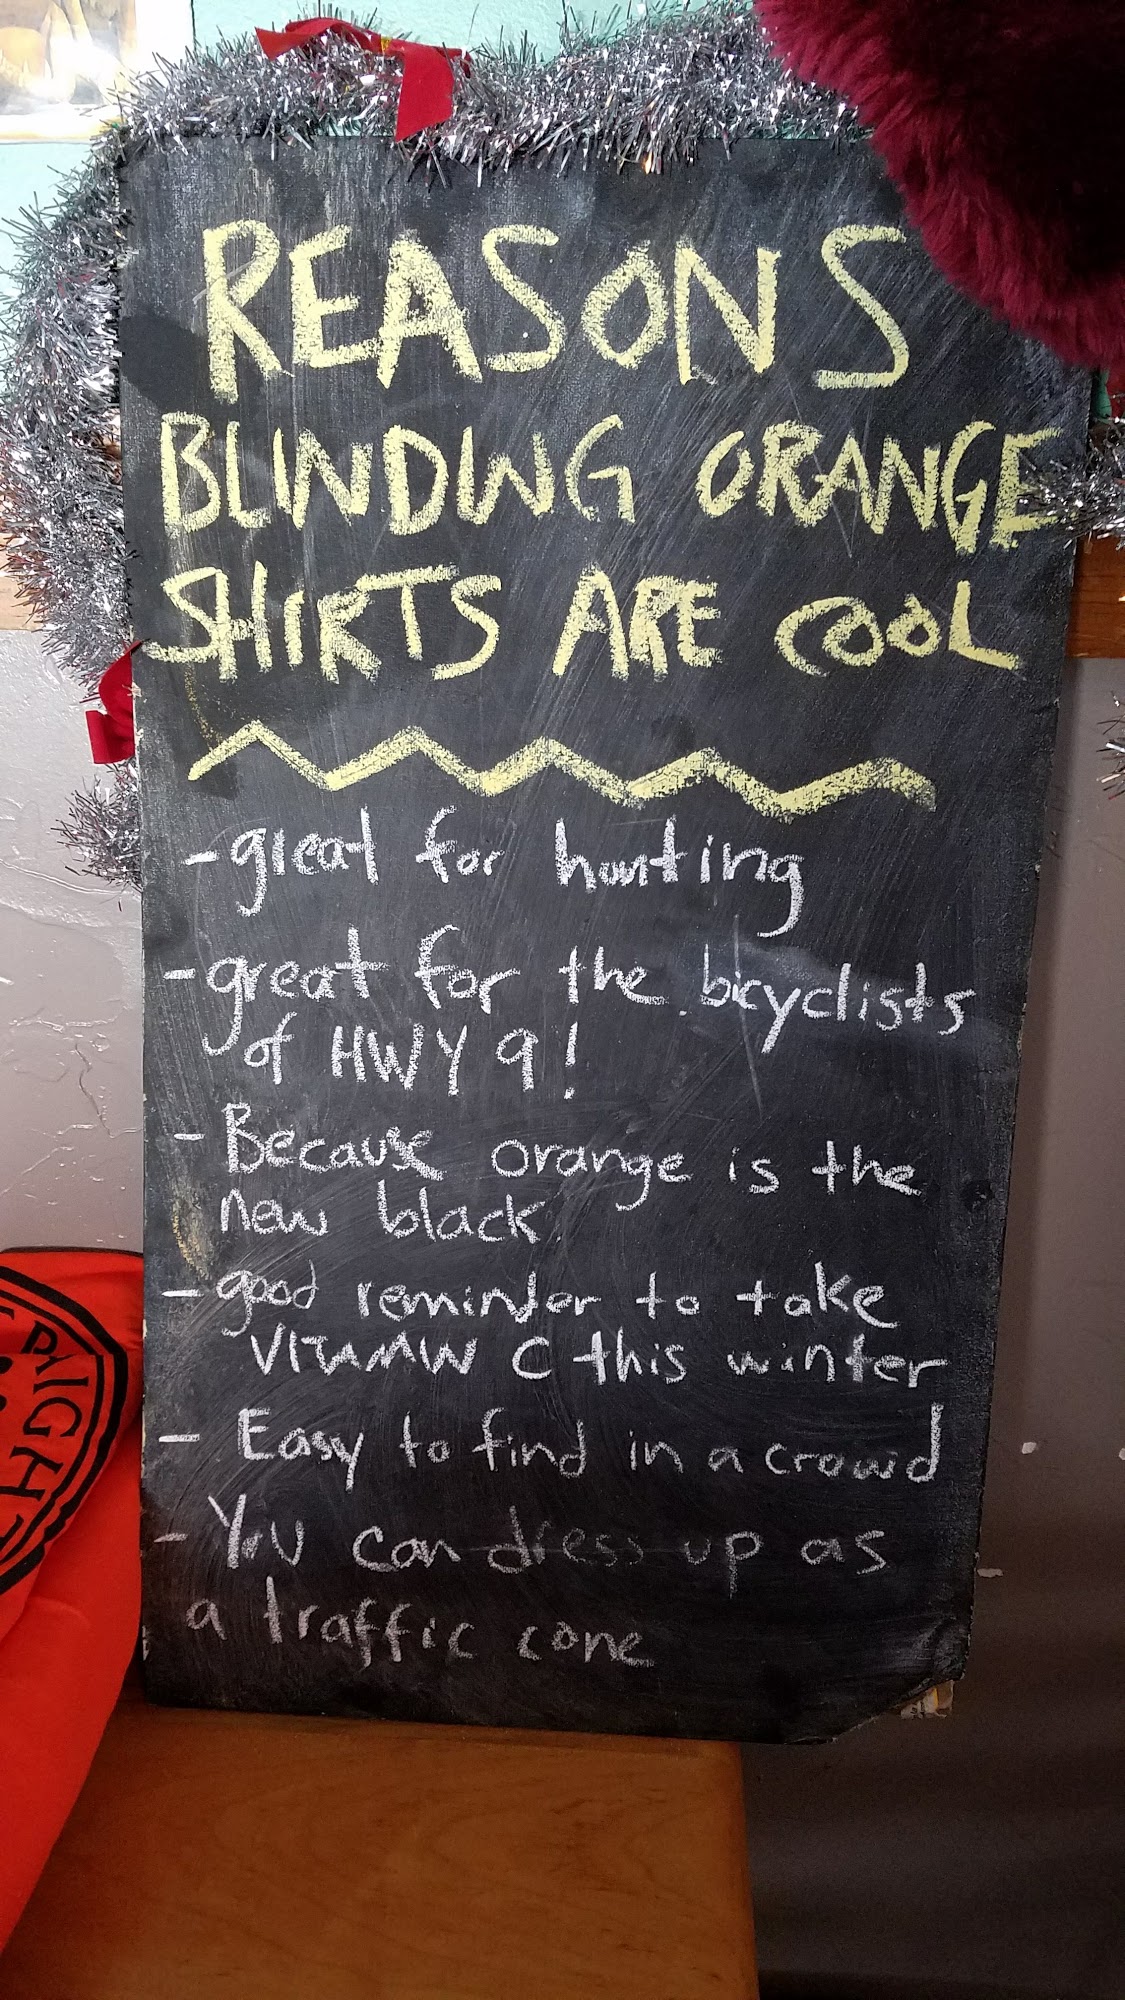 REASONS
BLINDING ORANGE
SHIRTS ARE COOL
- great for hunting
- great for the bicyclists
of HWY 9!
- Because orange is the
new black
- good reminder to take
VITAMIN C this winter
- Easy to find in a crowd
- You can dress up as
a traffic cone